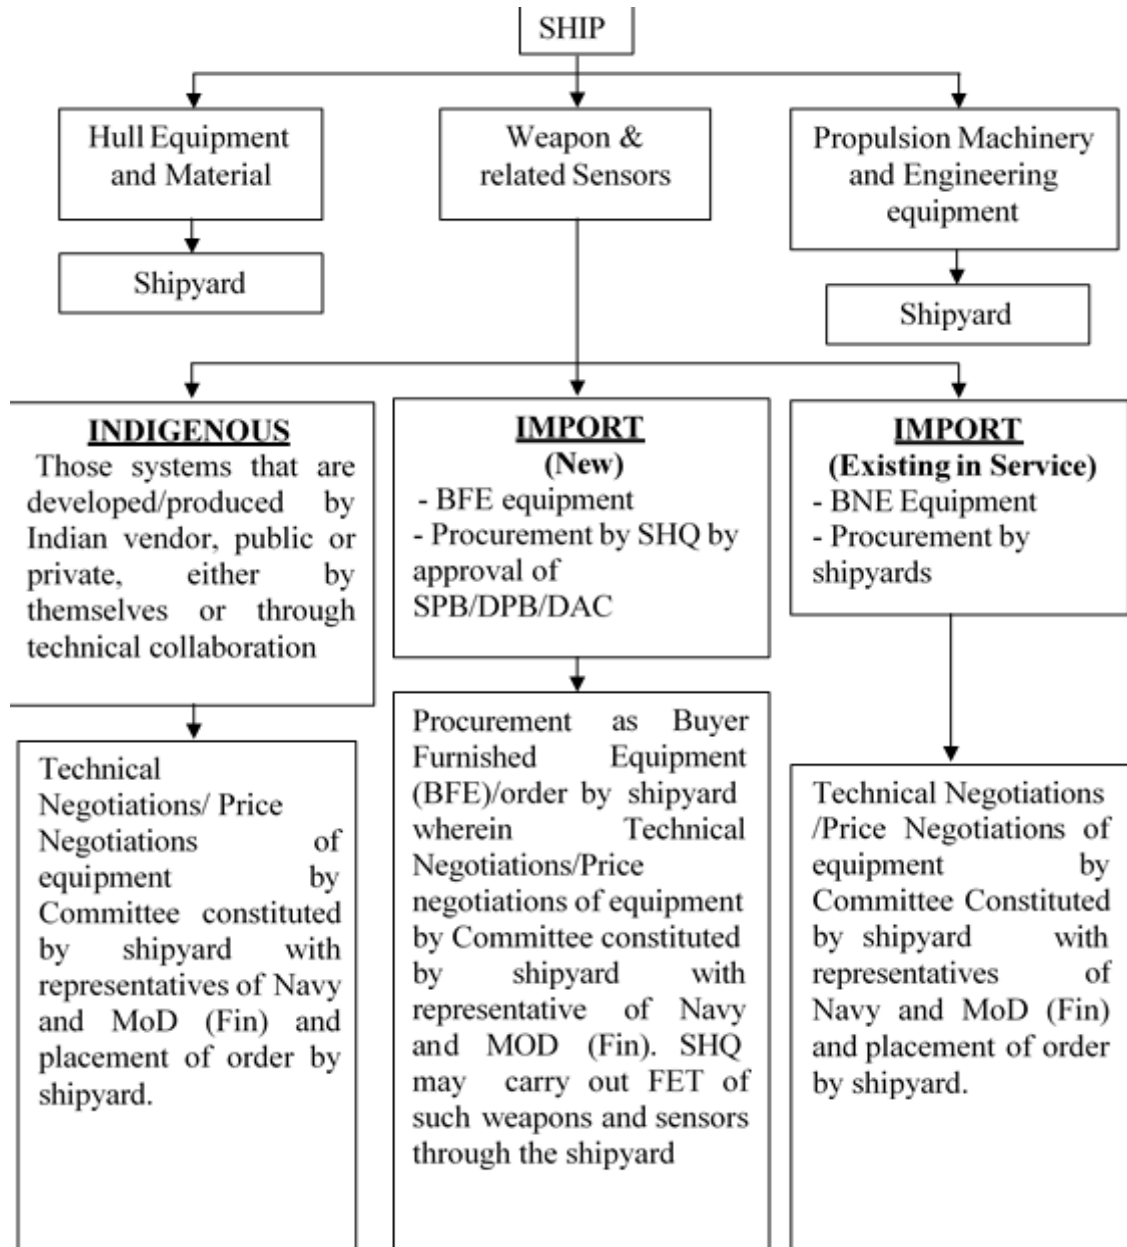 SHIP
Hull Equipment
and Material
Weapon &
related Sensors
Propulsion Machinery
and Engineering
equipment
Shipyard
Shipyard
INDIGENOUS
Those systems that are
developed/produced by
Indian vendor, public or
private, either by
themselves or through
technical collaboration
IMPORT
(New)
- BFE equipment
- Procurement by SHQ by
approval of
SPB/DPB/DAC
IMPORT
(Existing in Service)
- BNE Equipment
- Procurement by
shipyards
Technical
Negotiations/ Price
Negotiations of
equipment by
Committee constituted
by shipyard with
representatives of Navy
and MoD (Fin) and
placement of order by
shipyard.
Procurement as Buyer
Furnished Equipment
(BFE)/order by shipyard
wherein Technical
Negotiations/Price
negotiations of equipment
by Committee constituted
by shipyard with
representative of Navy
and MOD (Fin). SHQ
may carry out FET of
such weapons and sensors
through the shipyard
Technical Negotiations
/Price Negotiations of
equipment by
Committee Constituted
by shipyard with
representatives of
Navy and MoD (Fin)
and placement of order
by shipyard.